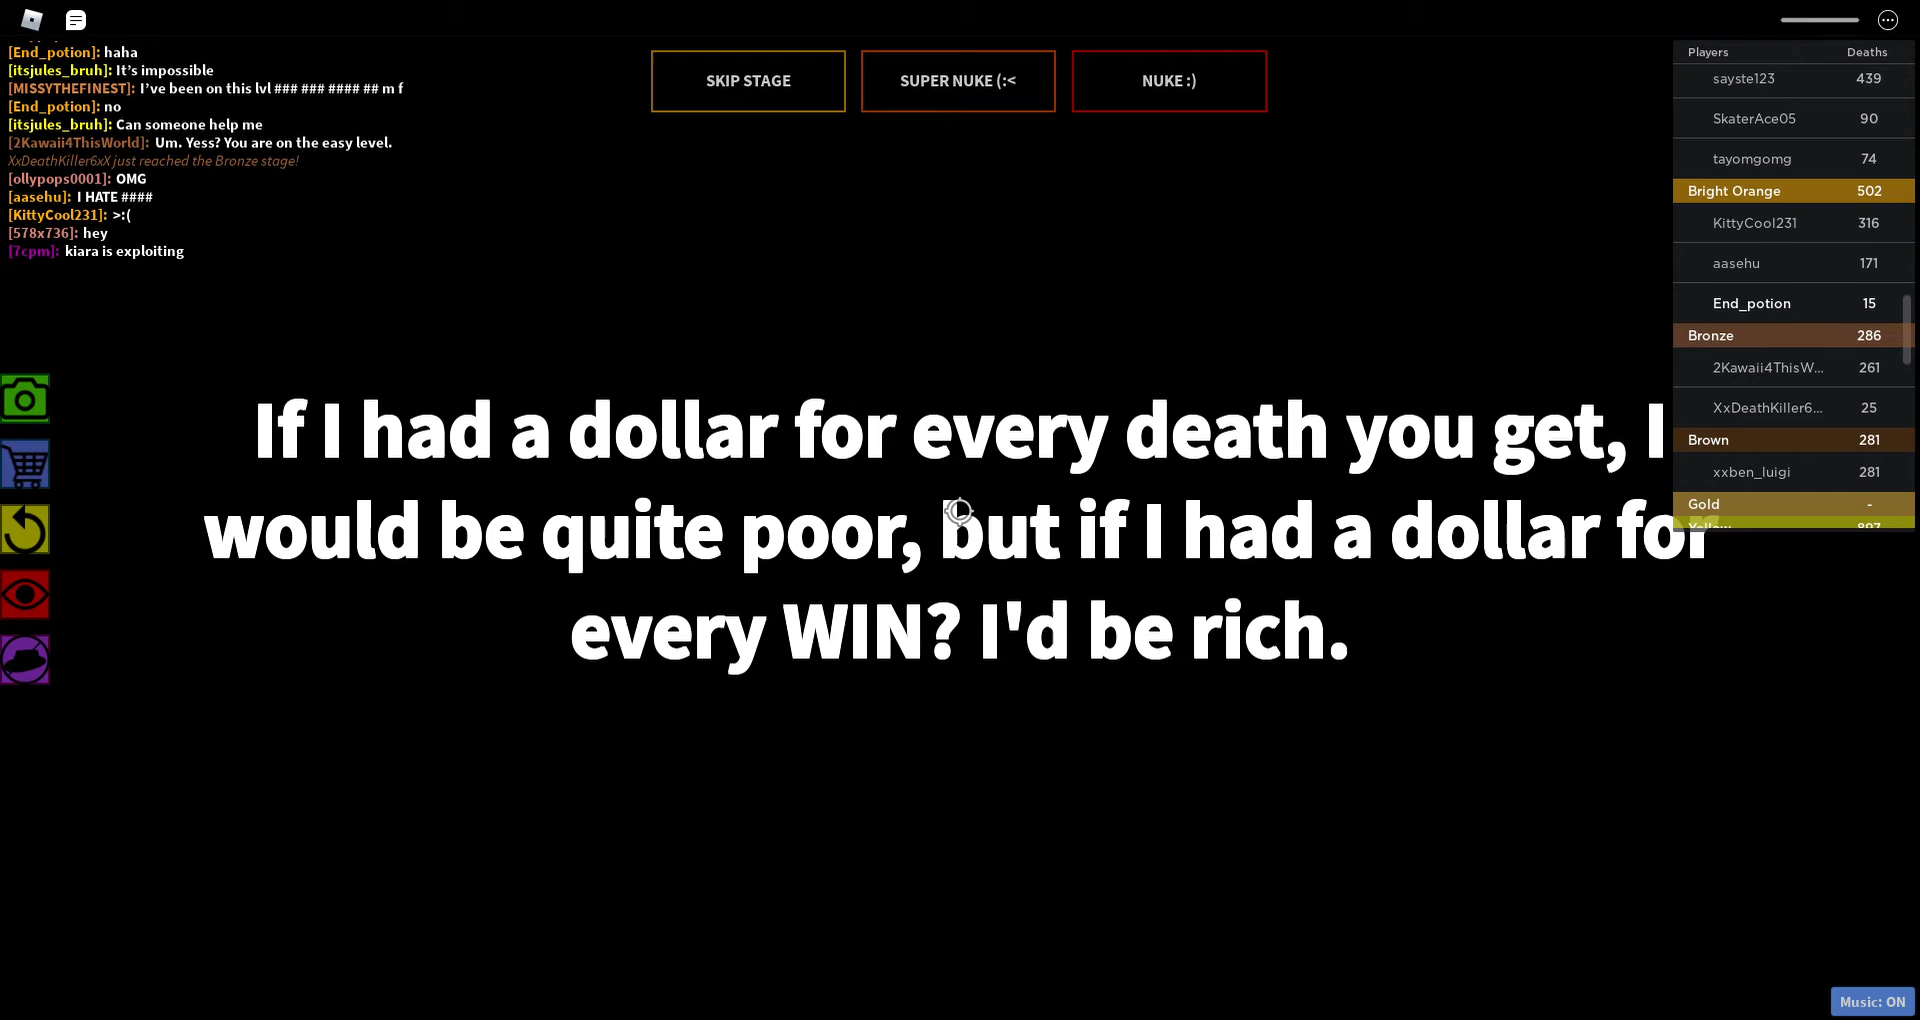 [End_potion]: haha
[itsjules_bruh]: It's impossible
[MISSYTHEFINEST]: I've been on this lvl ### ### #### ## m f
[End_potion]: no
[itsjules_bruh]: Can someone help me
[2Kawaii4ThisWorld]: Um. Yess? You are on the easy level.
XxDeathKiller6xX just reached the Bronze stage!
[ollypops0001]: OMG
[aasehu]: I HATE ####
[KittyCool231]: >:(
[578x736]: hey
[7cpm]: kiara is exploiting
SKIP STAGE
SUPER NUKE (:<
NUKE :)
Players Deaths
sayste123 439
SkaterAce05 90
tayomgomg 74
Bright Orange 502
KittyCool231 316
aasehu 171
End_potion 15
Bronze 286
2Kawaii4ThisW... 261
XxDeathKiller6... 25
Brown 281
xxben_luigi 281
Gold -
Yellow 897
If I had a dollar for every death you get, I
would be quite poor, but if I had a dollar for
every WIN? I'd be rich.
Music: ON